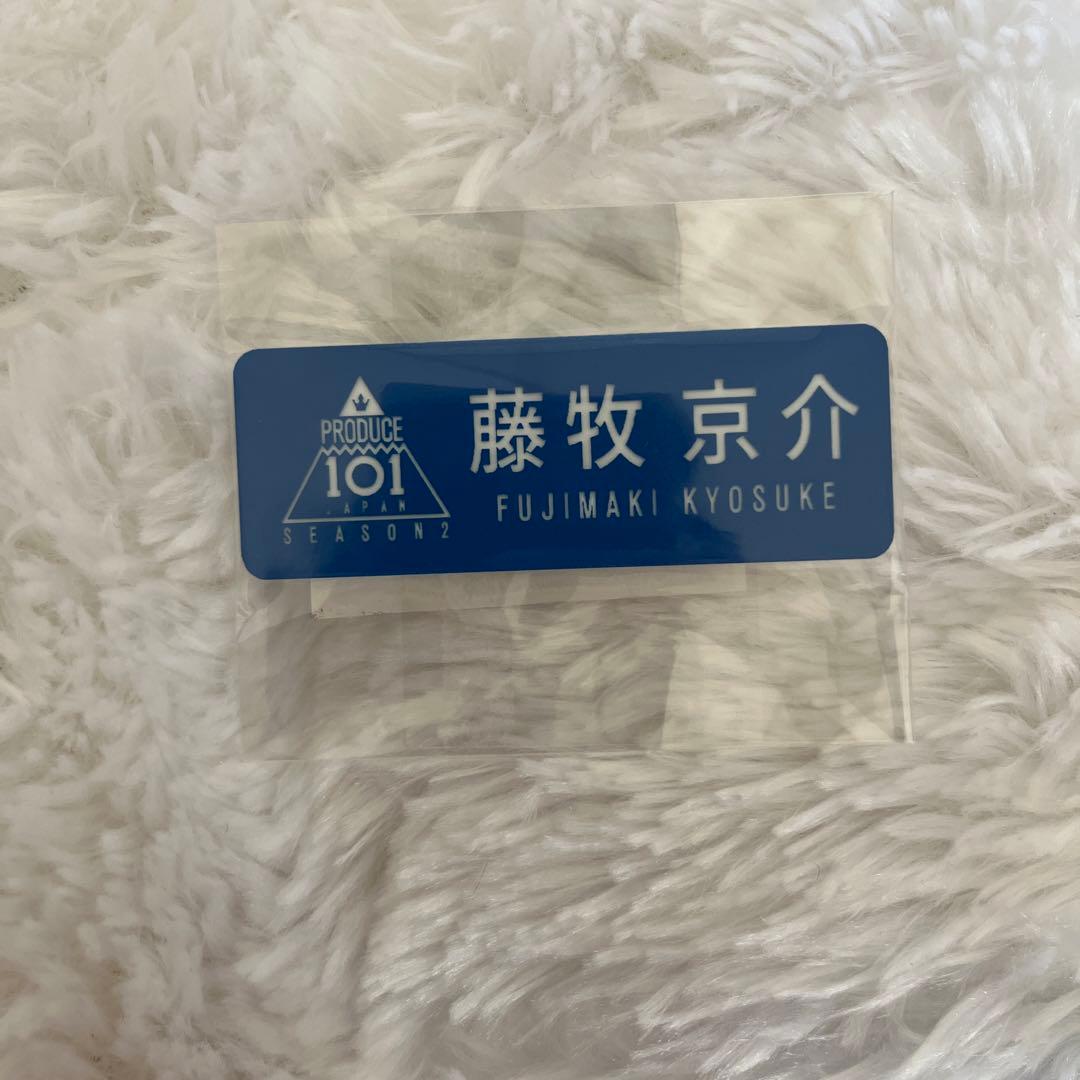 PRODUCE
101
JAPAN
SEASON2
藤牧 京介
FUJIMAKI KYOSUKE